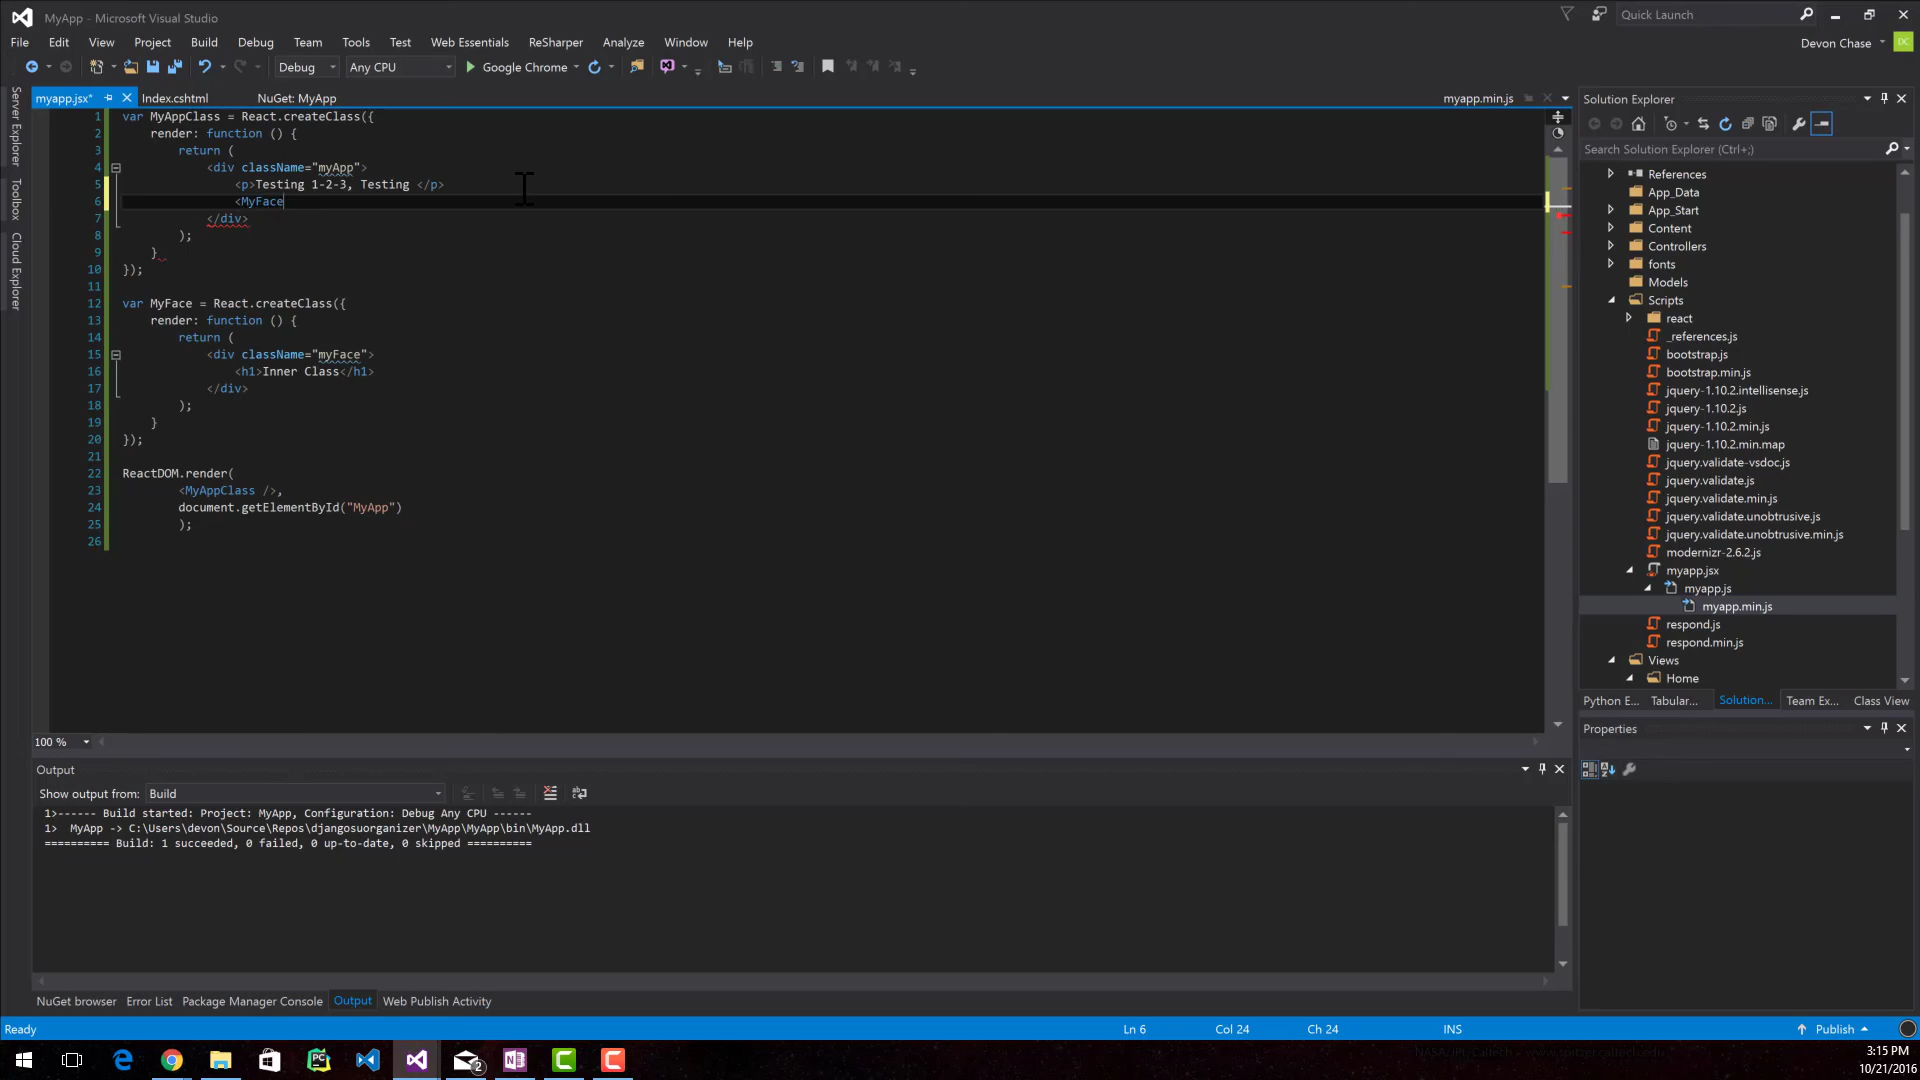 MyApp - Microsoft Visual Studio
Quick Launch
File Edit View Project Build Debug Team Tools Test Web Essentials ReSharper Analyze Window Help
Devon Chase
DC
Debug Any CPU Google Chrome
myapp.jsx* Index.cshtml NuGet: MyApp myapp.min.js
Server Explorer
Toolbox
Cloud Explorer
1 var MyAppClass = React.createClass({
2 render: function () {
3 return (
4 <div className="myApp">
5 <p>Testing 1-2-3, Testing </p>
6 <MyFace
7 </div>
8 );
9 }
10 });
11
12 var MyFace = React.createClass({
13 render: function () {
14 return (
15 <div className="myFace">
16 <h1>Inner Class</h1>
17 </div>
18 );
19 }
20 });
21
22 ReactDOM.render(
23 <MyAppClass />,
24 document.getElementById("MyApp")
25 );
26
100 %
Solution Explorer
Search Solution Explorer (Ctrl+;)
References
App_Data
App_Start
Content
Controllers
fonts
Models
Scripts
react
_references.js
bootstrap.js
bootstrap.min.js
jquery-1.10.2.intellisense.js
jquery-1.10.2.js
jquery-1.10.2.min.js
jquery-1.10.2.min.map
jquery.validate-vsdoc.js
jquery.validate.js
jquery.validate.min.js
jquery.validate.unobtrusive.js
jquery.validate.unobtrusive.min.js
modernizr-2.6.2.js
myapp.jsx
myapp.js
myapp.min.js
respond.js
respond.min.js
Views
Home
Python E... Tabular... Solution... Team Ex... Class View
Properties
Output
Show output from: Build
1>------ Build started: Project: MyApp, Configuration: Debug Any CPU ------
1> MyApp -> C:\Users\devon\Source\Repos\djangosuorganizer\MyApp\MyApp\bin\MyApp.dll
========== Build: 1 succeeded, 0 failed, 0 up-to-date, 0 skipped ==========
NuGet browser Error List Package Manager Console Output Web Publish Activity
Ready Ln 6 Col 24 Ch 24 INS Publish
2
3:15 PM
10/21/2016